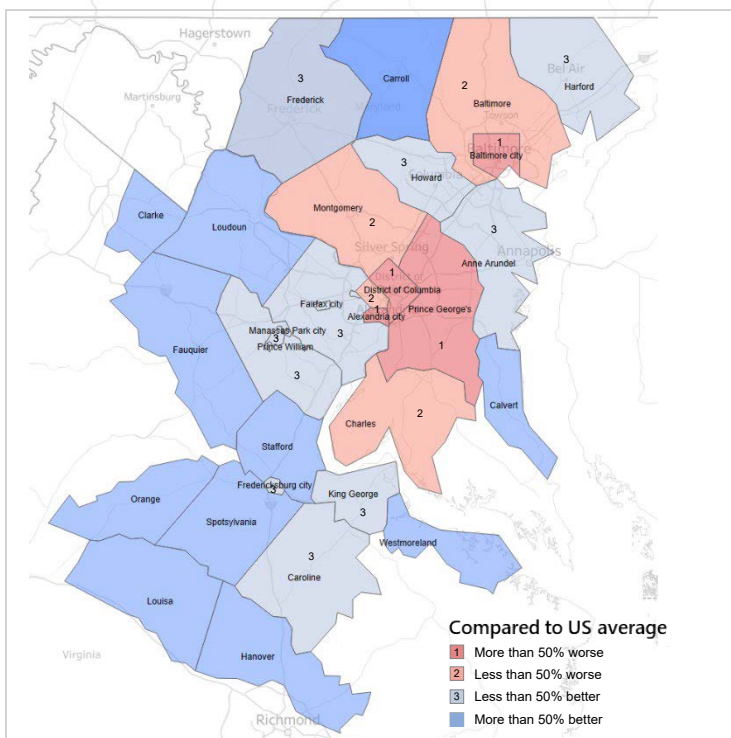 Hagerstown
3
Carroll
3
Bel Air
Martinsburg
2
Frederick
Frederick
Maryland
Baltimore
Harford
Towson
1
Baltimore
Baltimore city
3
Howard
Columbia
Clarke
Montgomery
2
Loudoun
3
Silver Spring
Annapolis
1
Anne Arundel
District of
District of Columbia
Fairfax city
2
1
Prince George's
Alexandria city
Manassas Park city
3
3
Prince William
Fauquier
1
3
Calvert
2
Charles
Stafford
Fredericksburg city
3
King George
Orange
3
Spotsylvania
Westmoreland
3
Caroline
Louisa
Compared to US average
1 More than 50% worse
Virginia
Hanover
2 Less than 50% worse
3 Less than 50% better
Richmond
More than 50% better